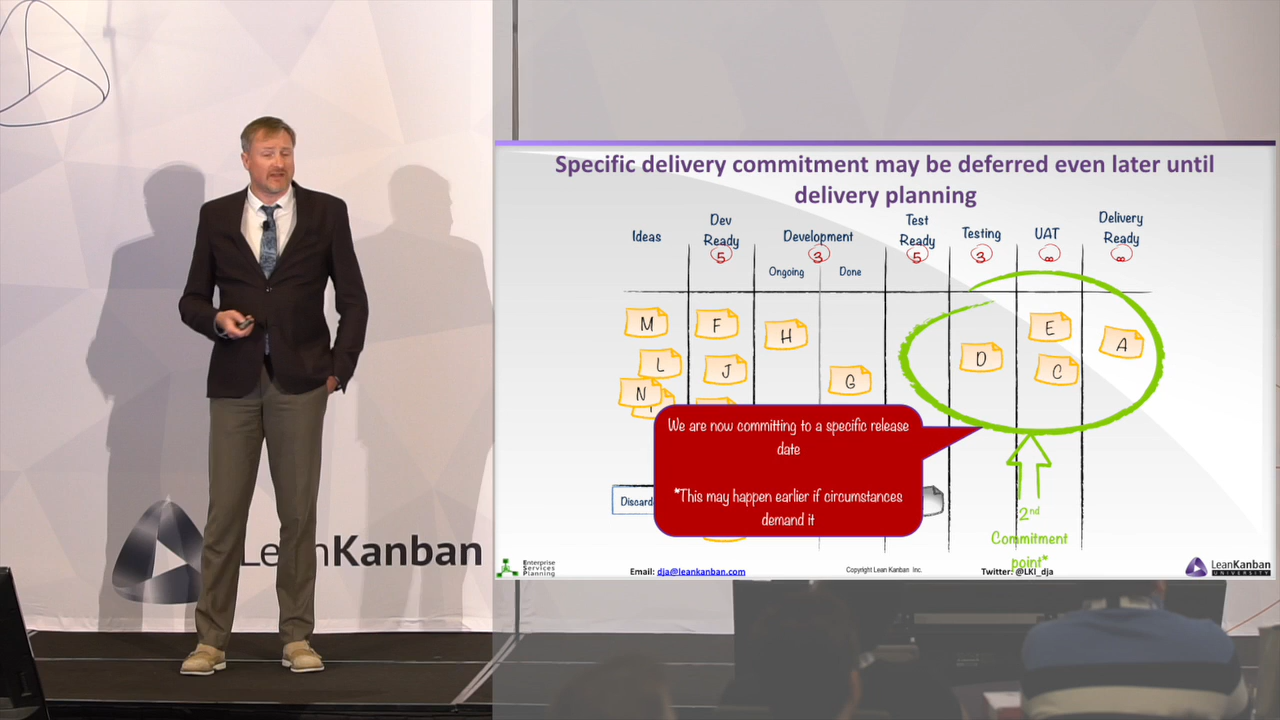 Specific delivery commitment may be deferred even later until
delivery planning
Ideas
Dev
Ready
5
Development
3
Ongoing
Done
Test
Ready
5
Testing
3
UAT
∞
Delivery
Ready
∞
M
F
H
E
A
L
J
G
D
C
N
We are now committing to a specific release
date
*This may happen earlier if circumstances
demand it
Discard
2nd
Commitment
point*
Enterprise
Services
Planning
Email: dja@leankanban.com
Copyright Lean Kanban Inc.
Twitter: @LKI_dja
LeanKanban
UNIVERSITY
LeanKanban